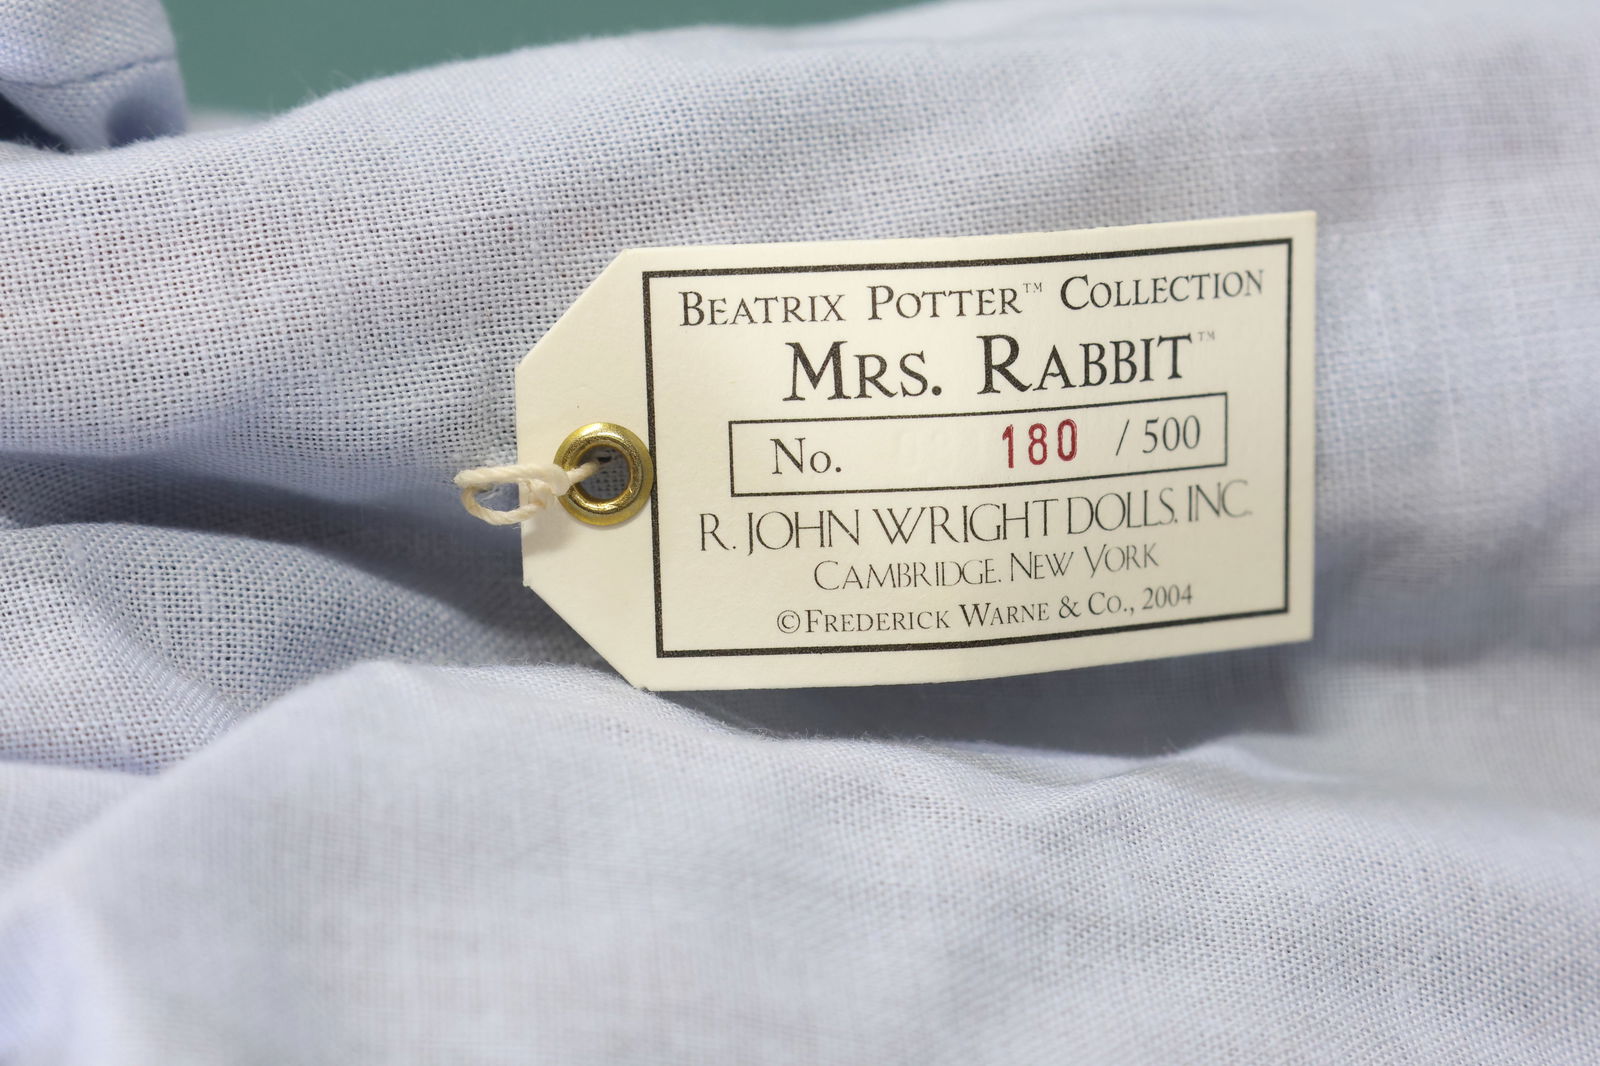 BEATRIX POTTER™ COLLECTION
MRS. RABBIT™
No. 180 / 500
R. JOHN WRIGHT DOLLS, INC.
CAMBRIDGE, NEW YORK
©FREDERICK WARNE & CO., 2004